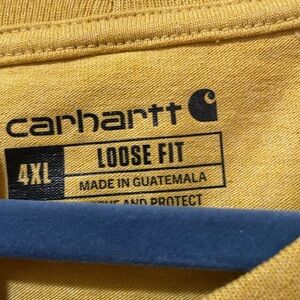 carhartt
4XL LOOSE FIT
MADE IN GUATEMALA
AND PROTECT